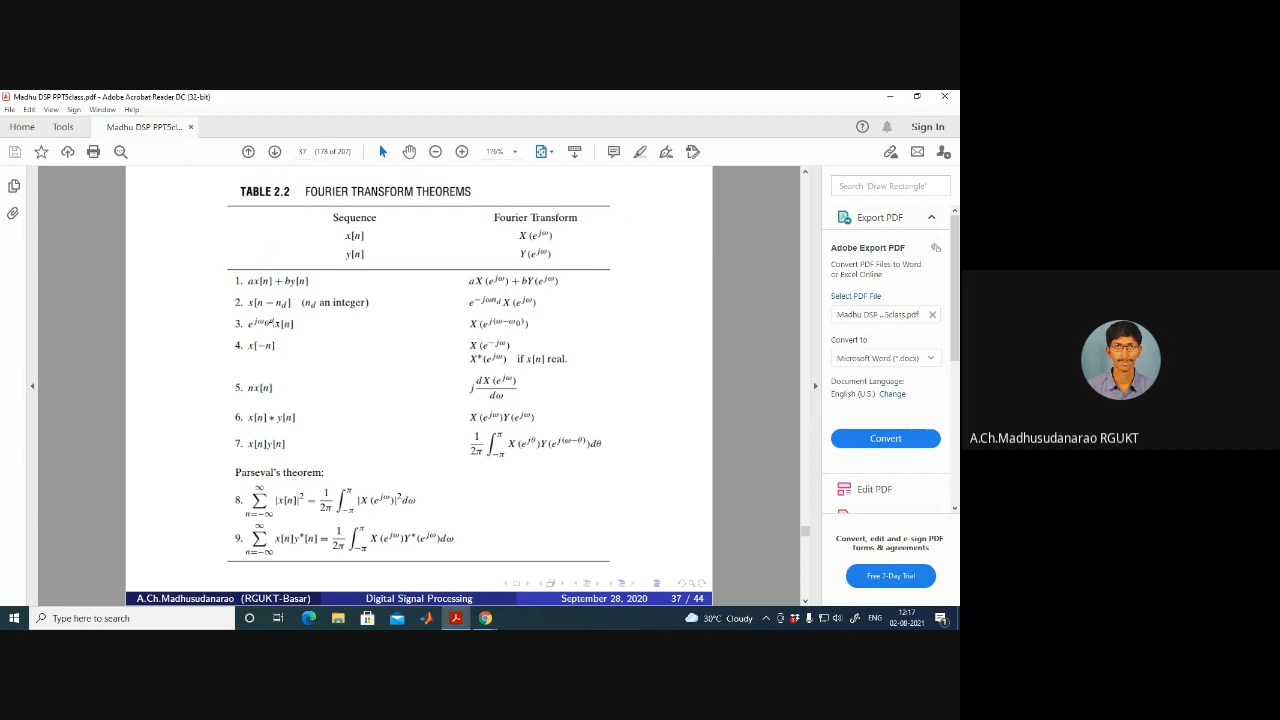 Madhu DSP PPT5class.pdf - Adobe Acrobat Reader DC (32-bit)
File Edit View Sign Window Help
Home Tools Madhu DSP PPT5cl... × Sign In
37 (178 of 207) 176%
TABLE 2.2 FOURIER TRANSFORM THEOREMS
Sequence Fourier Transform
x[n] X(e^{jω})
y[n] Y(e^{jω})
1. ax[n] + by[n] aX(e^{jω}) + bY(e^{jω})
2. x[n − n_d] (n_d an integer) e^{−jωn_d} X(e^{jω})
3. e^{jω_0 n} x[n] X(e^{j(ω−ω_0)})
4. x[−n] X(e^{−jω})
X*(e^{jω}) if x[n] real.
5. nx[n] j dX(e^{jω})/dω
6. x[n] ∗ y[n] X(e^{jω})Y(e^{jω})
7. x[n]y[n] 1/2π ∫_{−π}^{π} X(e^{jθ})Y(e^{j(ω−θ)})dθ
Parseval's theorem:
8. ∑_{n=−∞}^{∞} |x[n]|² = 1/2π ∫_{−π}^{π} |X(e^{jω})|²dω
9. ∑_{n=−∞}^{∞} x[n]y*[n] = 1/2π ∫_{−π}^{π} X(e^{jω})Y*(e^{jω})dω
A.Ch.Madhusudanarao (RGUKT-Basar) Digital Signal Processing September 28, 2020 37 / 44
Search "Draw Rectangle"
Export PDF
Adobe Export PDF
Convert PDF Files to Word
or Excel Online
Select PDF File
Madhu DSP ...5class.pdf ×
Convert to
Microsoft Word (*.docx)
Document Language:
English (U.S.) Change
Convert
Edit PDF
Convert, edit and e-sign PDF
forms & agreements
Free 7-Day Trial
A.Ch.Madhusudanarao RGUKT
Type here to search
30°C Cloudy ENG 12:17
02-08-2021